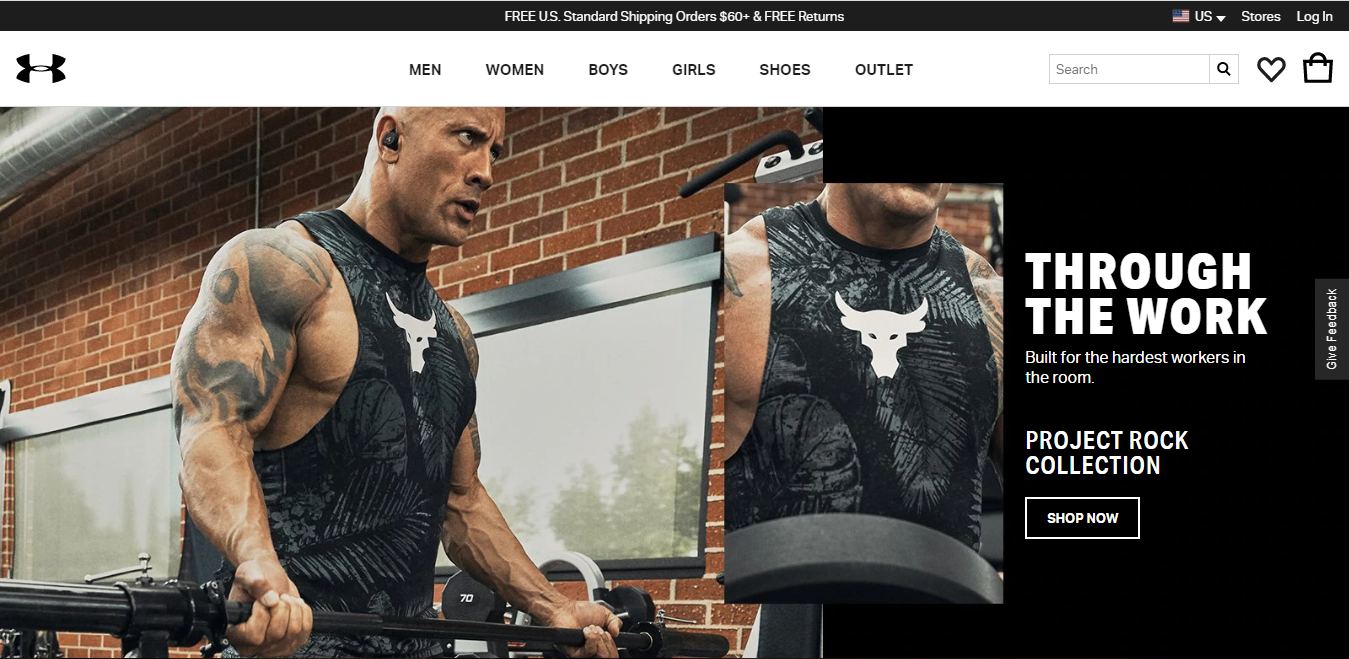 FREE U.S. Standard Shipping Orders $60+ & FREE Returns
US
Stores
Log In
MEN
WOMEN
BOYS
GIRLS
SHOES
OUTLET
Search
THROUGH
THE WORK
Built for the hardest workers in
the room.
PROJECT ROCK
COLLECTION
SHOP NOW
Give Feedback
70